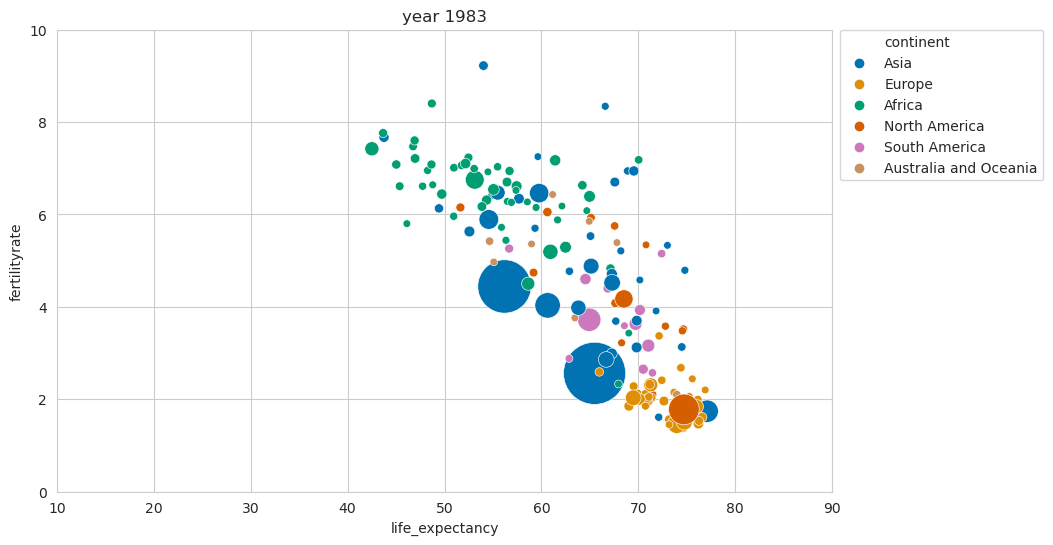 year 1983
continent
Asia
Europe
Africa
North America
South America
Australia and Oceania
fertilityrate
10
8
6
4
2
0
10 20 30 40 50 60 70 80 90
life_expectancy